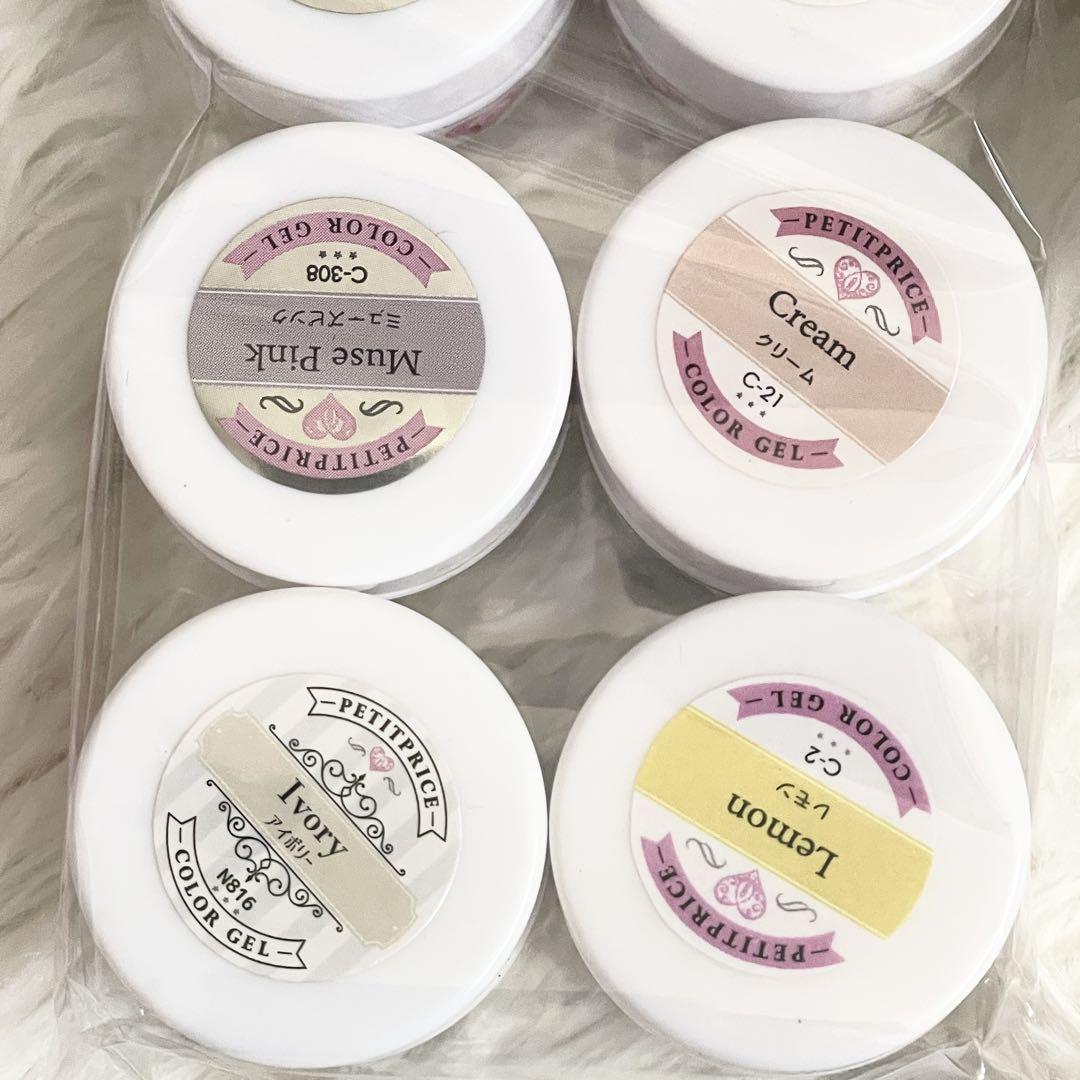 PETITPRICE
Muse Pink
ミューズピンク
C-308
COLOR GEL
PETITPRICE
Cream
クリーム
C-21
COLOR GEL
PETITPRICE
Ivory
アイボリー
N816
COLOR GEL
PETITPRICE
Lemon
レモン
C-2
COLOR GEL